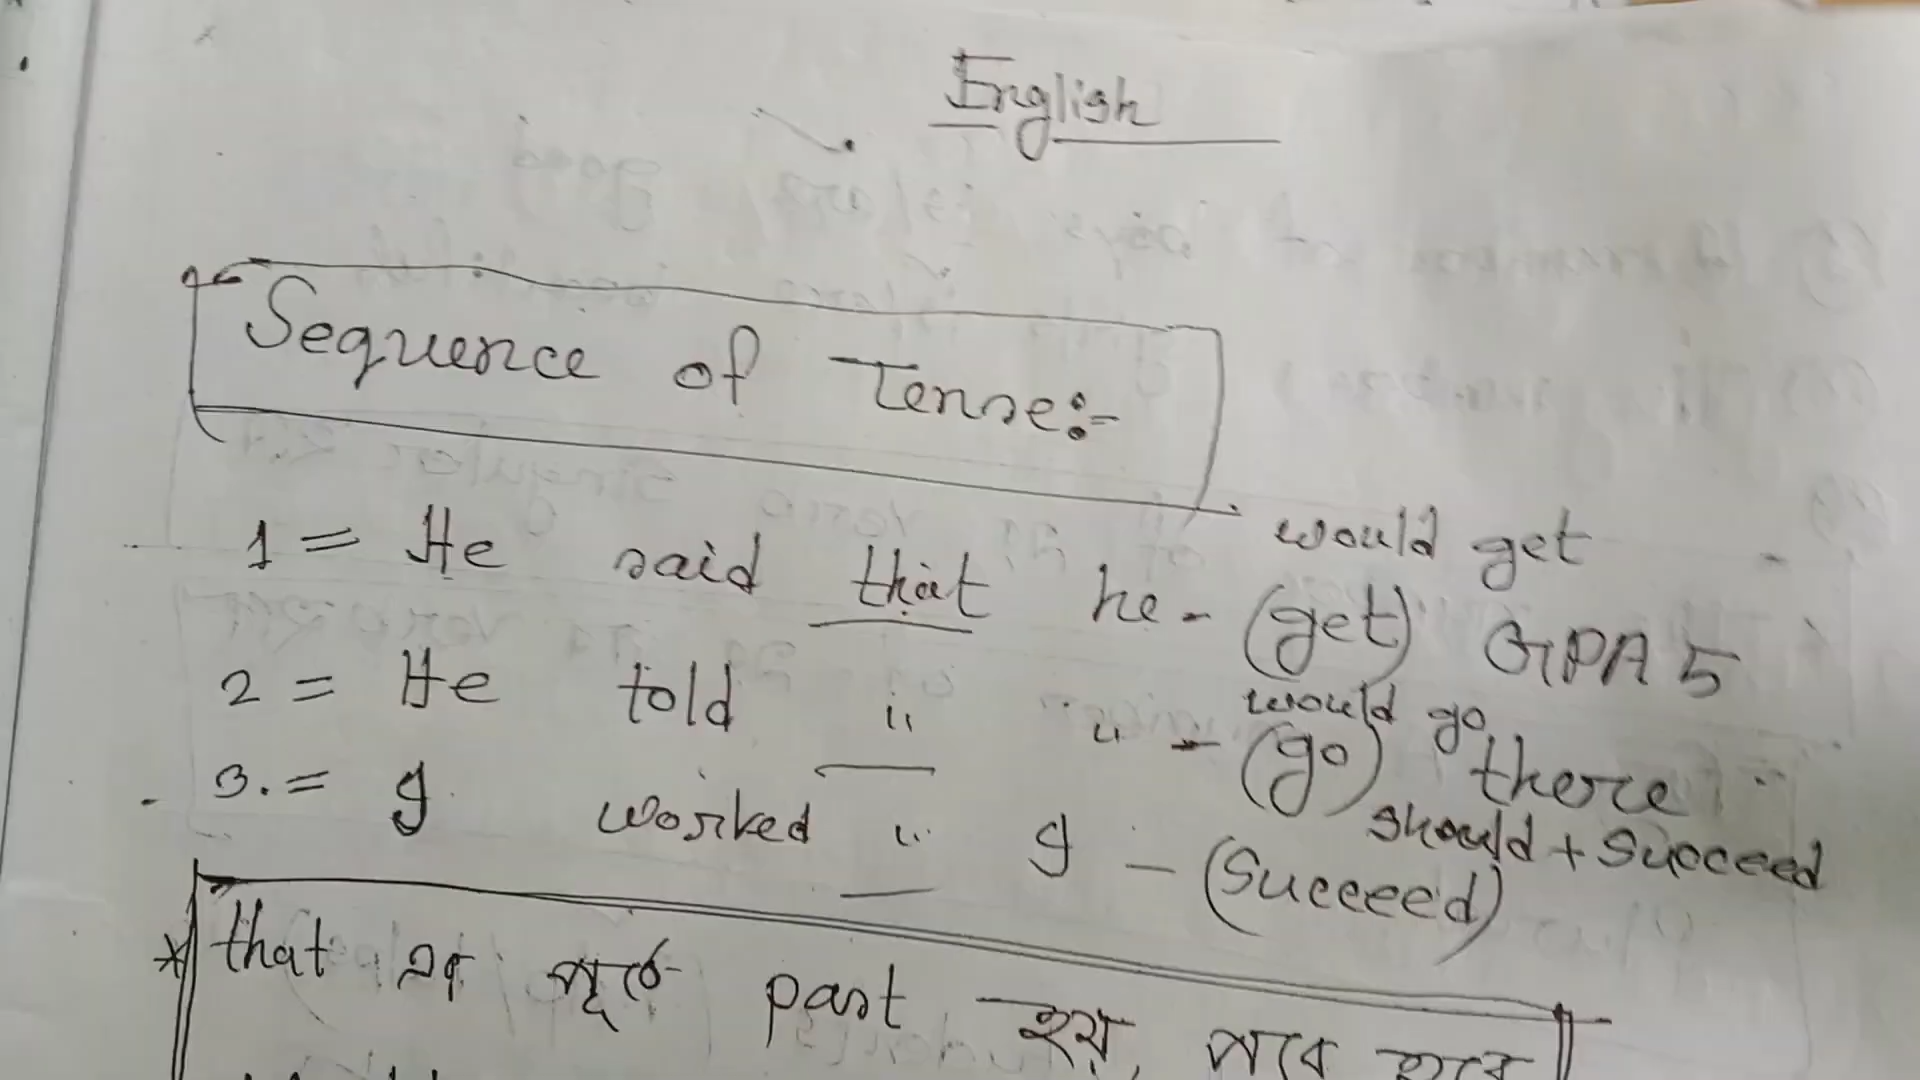 English
Sequence of Tense:-
would get
1 = He said that he - (get) GPA 5
would go
2 = He told " " - (go) there
should + Succeed
3. = I worked " I - (Succeed)
* that এর পূর্বে past হয়, পরে হবে